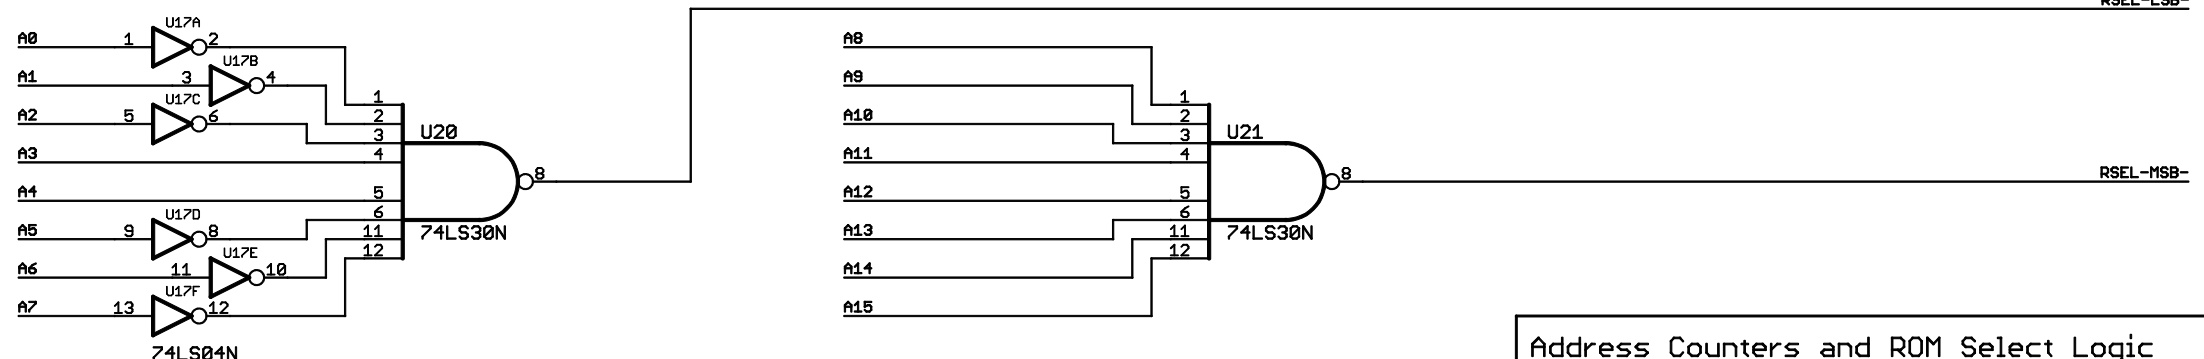 RSEL-LSB-
U17A
A0 1 2
A8
U17B
A1 3 4
A9
U17C
1
1
A2 5 6
2
A10
2
U20
3
U21
3
A3
4
A11
4
8
8
RSEL-MSB-
A4
5
A12
5
U17D
6
6
A5 9 8
11
74LS30N
A13
11
74LS30N
U17E
12
12
A6 11 10
A14
U17F
A7 13 12
A15
74LS04N
Address Counters and ROM Select Logic